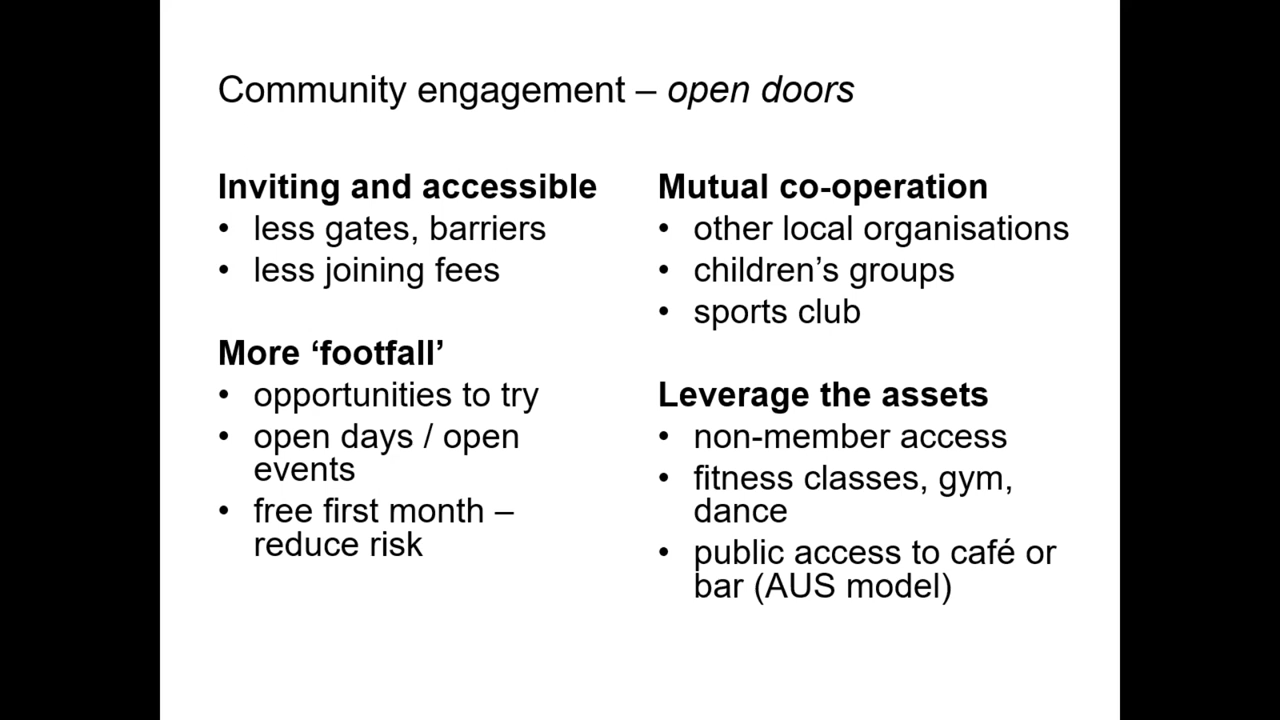 Community engagement – open doors
Inviting and accessible
• less gates, barriers
• less joining fees
More ‘footfall’
• opportunities to try
• open days / open
events
• free first month –
reduce risk
Mutual co-operation
• other local organisations
• children’s groups
• sports club
Leverage the assets
• non-member access
• fitness classes, gym,
dance
• public access to café or
bar (AUS model)